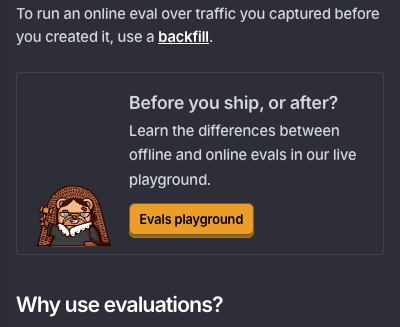 To run an online eval over traffic you captured before
you created it, use a backfill.
Before you ship, or after?
Learn the differences between
offline and online evals in our live
playground.
Evals playground
Why use evaluations?